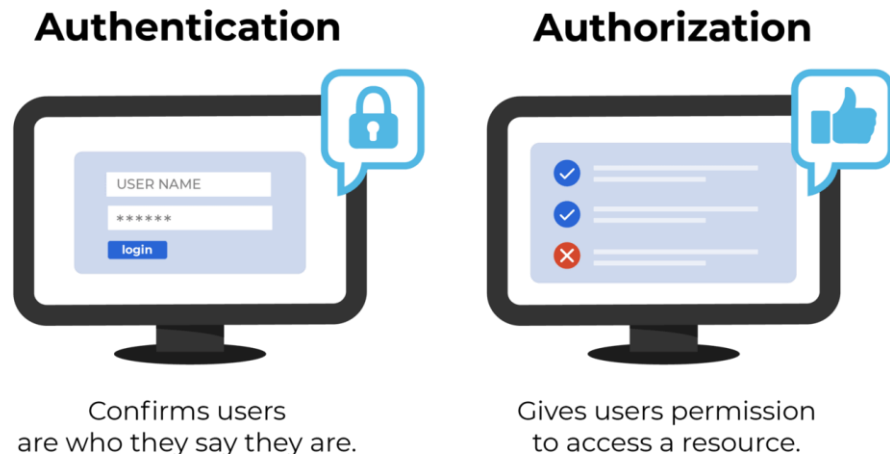 Authentication
USER NAME
******
login
Confirms users
are who they say they are.
Authorization
Gives users permission
to access a resource.